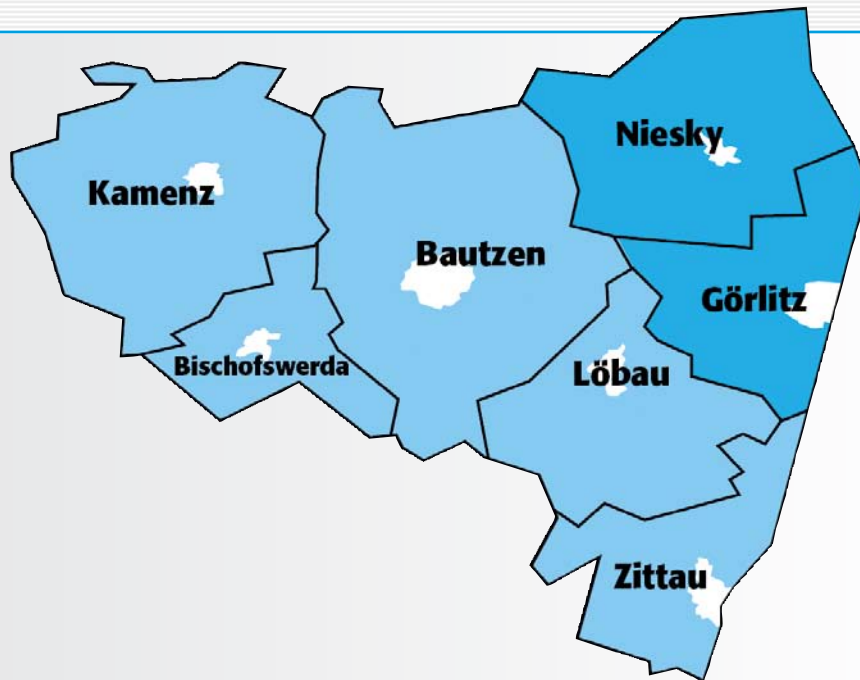 Niesky
Kamenz
Bautzen
Görlitz
Bischofswerda
Löbau
Zittau